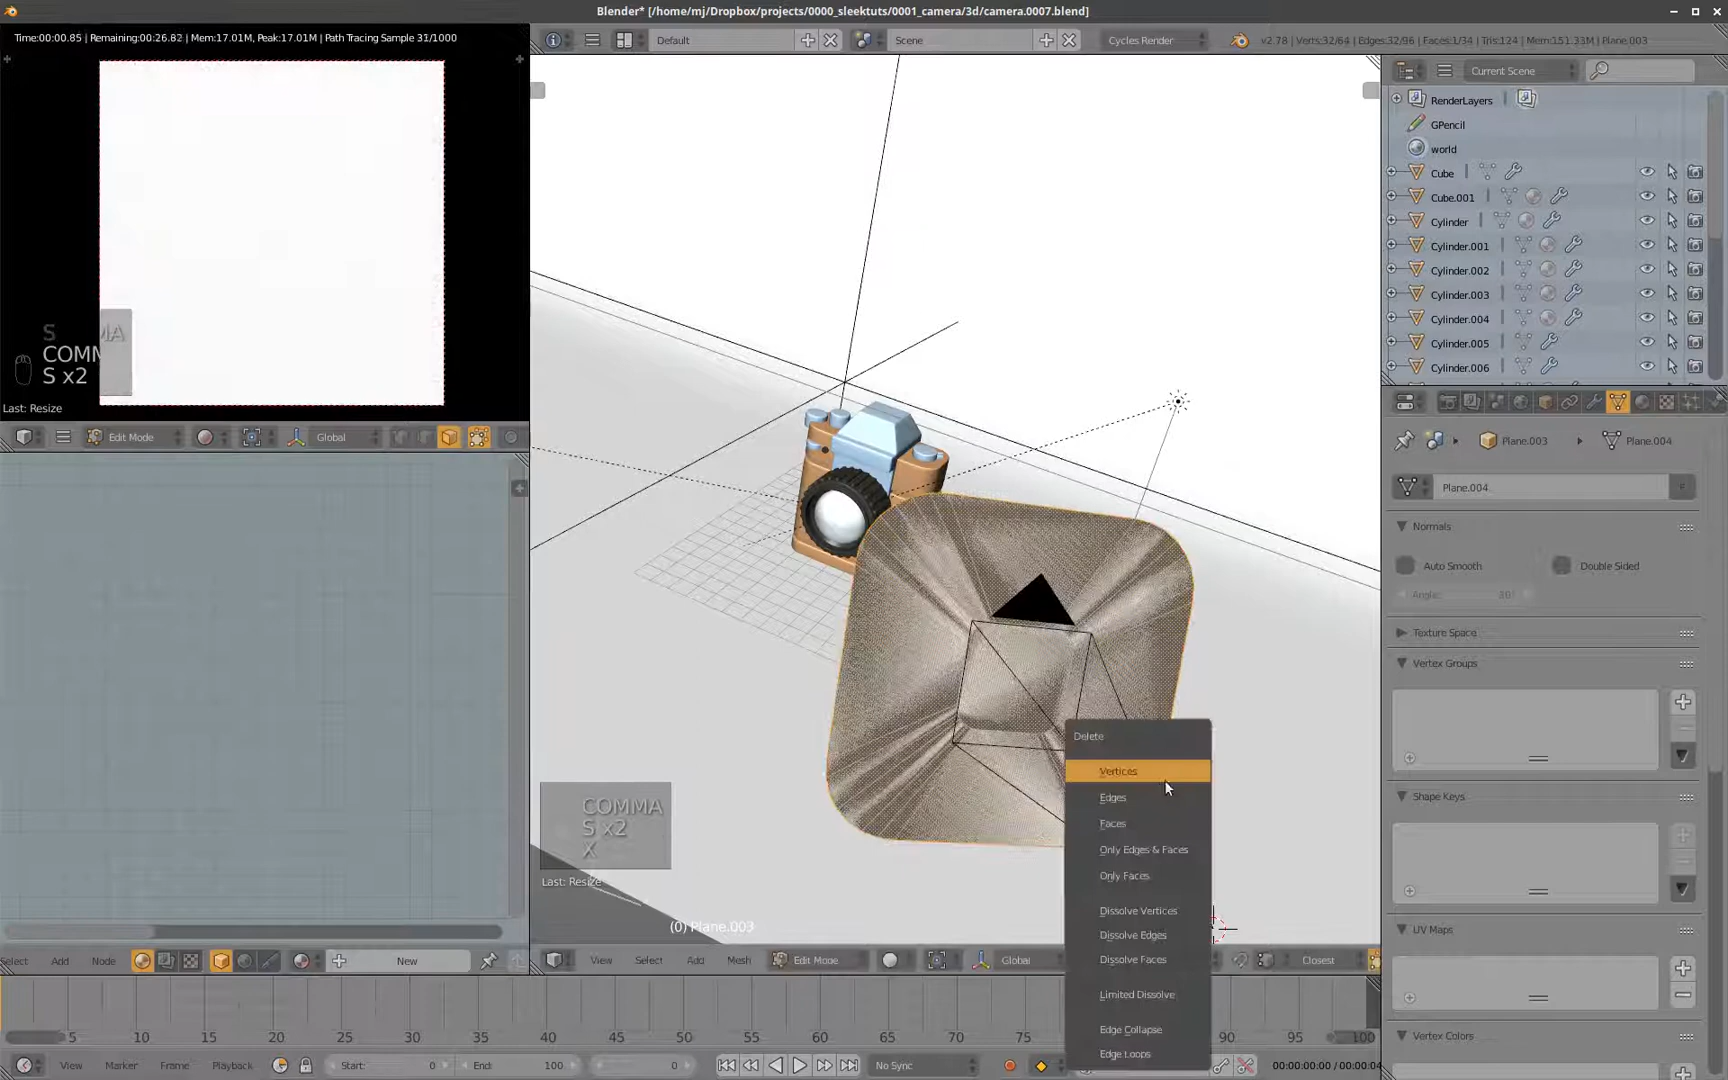 Blender* [/home/mj/Dropbox/projects/0000_sleektuts/0001_camera/3d/camera.0007.blend]
Time:00:00.85 | Remaining:00:26.82 | Mem:17.01M, Peak:17.01M | Path Tracing Sample 31/1000
Default
Scene
Cycles Render
v2.78 | Verts:32/64 | Edges:32/96 | Faces:1/34 | Tris:124 | Mem:151.33M | Plane.003
Current Scene
RenderLayers
GPencil
world
Cube
Cube.001
Cylinder
Cylinder.001
Cylinder.002
Cylinder.003
Cylinder.004
Cylinder.005
Cylinder.006
S
COMM
MA
S x2
Last: Resize
Edit Mode
Global
Plane.003
Plane.004
Plane.004
F
Normals
Auto Smooth
Double Sided
Angle: 30°
Texture Space
Vertex Groups
Shape Keys
UV Maps
Vertex Colors
Delete
Vertices
Edges
Faces
Only Edges & Faces
Only Faces
Dissolve Vertices
Dissolve Edges
Dissolve Faces
Limited Dissolve
Edge Collapse
Edge Loops
COMMA
S x2
X
Last: Resize
(0) Plane.003
Select
Add
Node
New
View
Select
Add
Mesh
Edit Mode
Global
Closest
5
10
15
20
25
30
35
40
45
50
55
60
65
70
75
90
95
100
View
Marker
Frame
Playback
Start: 0
End: 100
0
No Sync
00:00:00:00 / 00:00:04